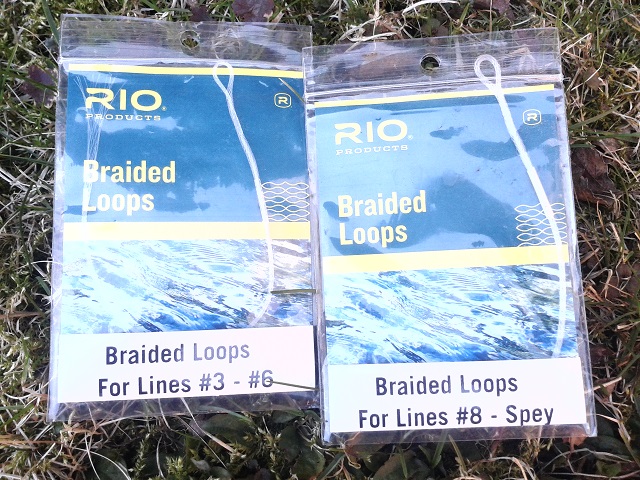 RIO®
PRODUCTS
®
Braided
Loops
Braided Loops
For Lines #3 - #6
RIO®
PRODUCTS
®
Braided
Loops
Braided Loops
For Lines #8 - Spey